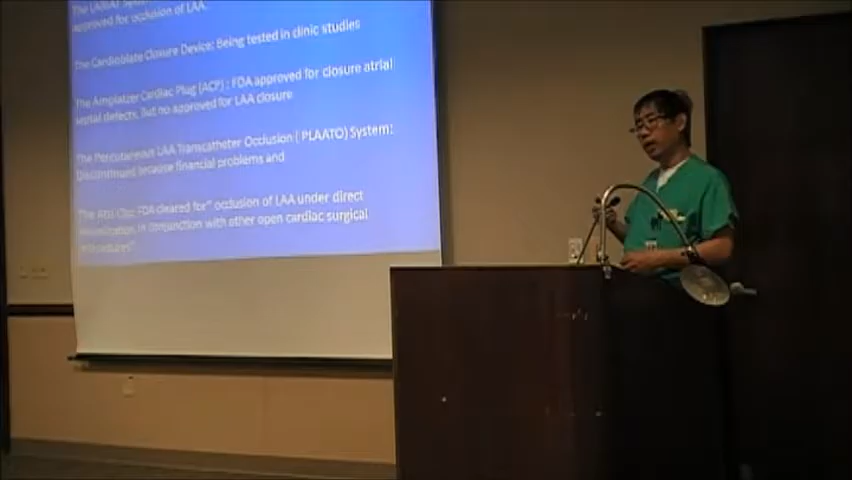 The LARIAT System
approved for occlusion of LAA.
The Cardioblate Closure Device: Being tested in clinic studies
The Amplatzer Cardiac Plug (ACP) : FDA approved for closure atrial
septal defects. But no approved for LAA closure
The Percutaneous LAA Transcatheter Occlusion ( PLAATO) System:
Discontinued because financial problems and
The Atri Clip: FDA cleared for" occlusion of LAA under direct
visualization, in conjunction with other open cardiac surgical
procedures"